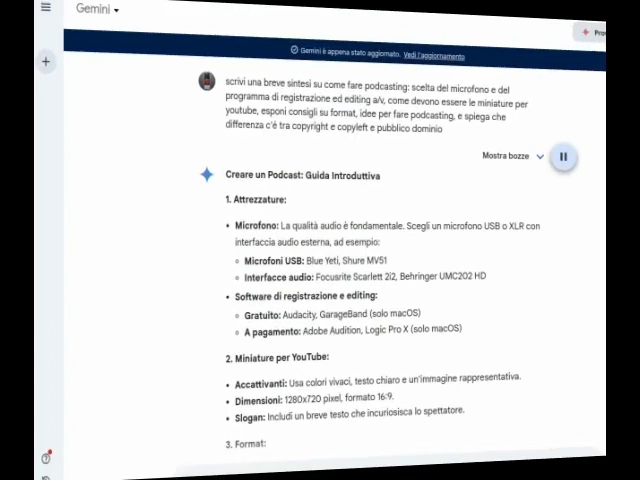 Gemini
Gemini è appena stato aggiornato. Vedi l'aggiornamento
scrivi una breve sintesi su come fare podcasting: scelta del microfono e del
programma di registrazione ed editing a/v, come devono essere le miniature per
youtube, esponi consigli su format, idee per fare podcasting, e spiega che
differenza c'è tra copyright e copyleft e pubblico dominio
Mostra bozze
Creare un Podcast: Guida Introduttiva
1. Attrezzature:
• Microfono: La qualità audio è fondamentale. Scegli un microfono USB o XLR con
interfaccia audio esterna, ad esempio:
Microfoni USB: Blue Yeti, Shure MV51
Interfacce audio: Focusrite Scarlett 2i2, Behringer UMC202 HD
• Software di registrazione e editing:
Gratuito: Audacity, GarageBand (solo macOS)
A pagamento: Adobe Audition, Logic Pro X (solo macOS)
2. Miniature per YouTube:
• Accattivanti: Usa colori vivaci, testo chiaro e un'immagine rappresentativa.
• Dimensioni: 1280x720 pixel, formato 16:9.
• Slogan: Includi un breve testo che incuriosisca lo spettatore.
3. Format: